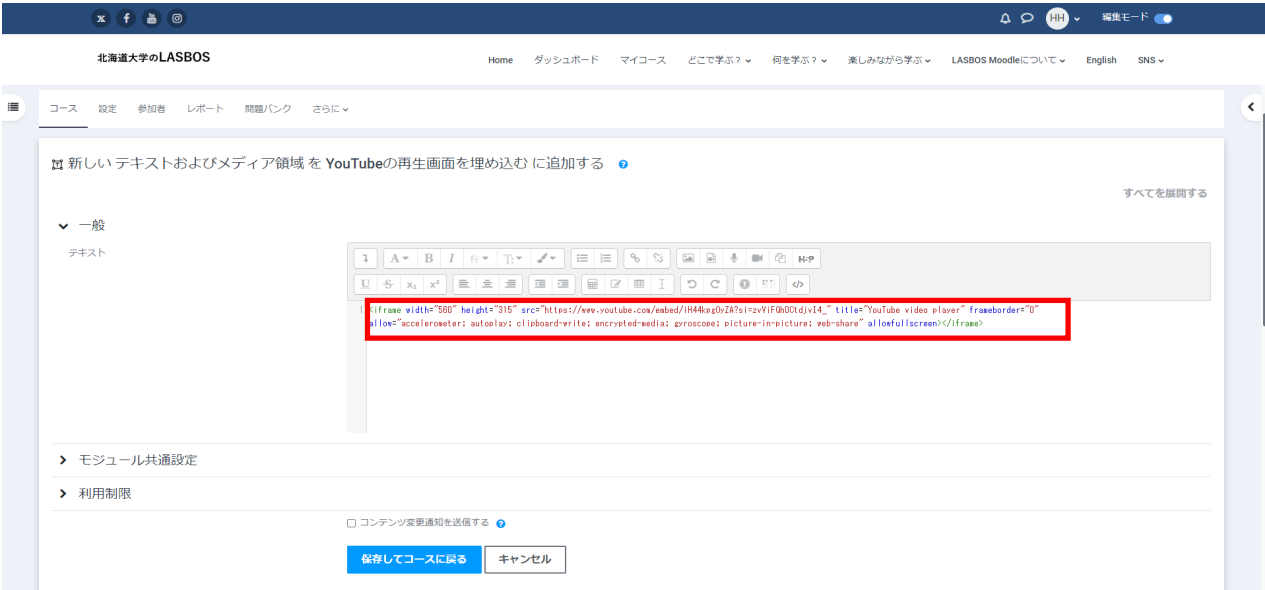 HH 編集モード
北海道大学のLASBOS Home ダッシュボード マイコース どこで学ぶ? 何を学ぶ? 楽しみながら学ぶ LASBOS Moodleについて English SNS
コース 設定 参加者 レポート 問題バンク さらに
新しい テキストおよびメディア領域 を YouTubeの再生画面を埋め込む に追加する
すべてを展開する
一般
テキスト
H-P
1 <iframe width="560" height="315" src="https://www.youtube.com/embed/iH44kpgOyZA?si=zvViFQhOCtdjvI4_" title="YouTube video player" frameborder="0"
allow="accelerometer; autoplay; clipboard-write; encrypted-media; gyroscope; picture-in-picture; web-share" allowfullscreen></iframe>
モジュール共通設定
利用制限
コンテンツ変更通知を送信する
保存してコースに戻る キャンセル